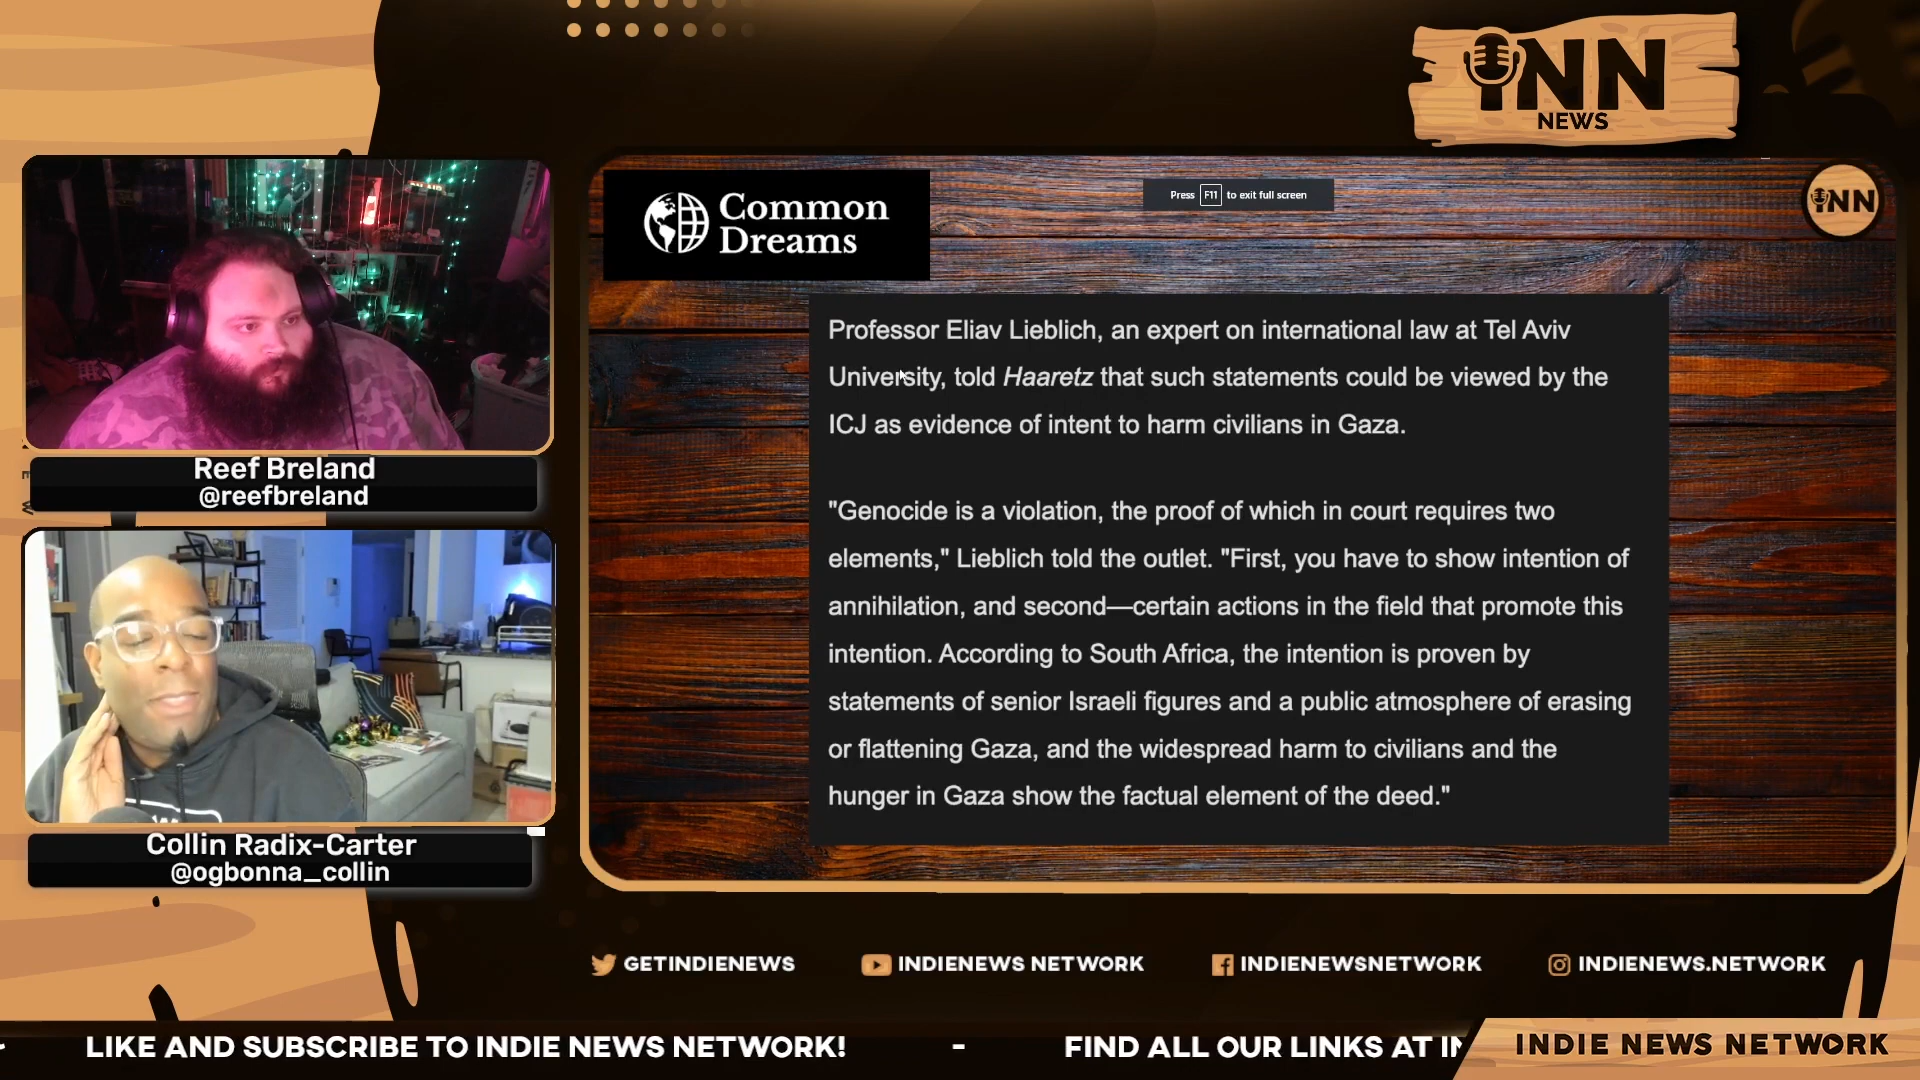 iNN
NEWS
Common
Dreams
Press F11 to exit full screen
iNN
Professor Eliav Lieblich, an expert on international law at Tel Aviv
University, told Haaretz that such statements could be viewed by the
ICJ as evidence of intent to harm civilians in Gaza.
"Genocide is a violation, the proof of which in court requires two
elements," Lieblich told the outlet. "First, you have to show intention of
annihilation, and second—certain actions in the field that promote this
intention. According to South Africa, the intention is proven by
statements of senior Israeli figures and a public atmosphere of erasing
or flattening Gaza, and the widespread harm to civilians and the
hunger in Gaza show the factual element of the deed."
Reef Breland
@reefbreland
Collin Radix-Carter
@ogbonna_collin
GETINDIENEWS
INDIENEWS NETWORK
INDIENEWSNETWORK
INDIENEWS.NETWORK
LIKE AND SUBSCRIBE TO INDIE NEWS NETWORK!
-
FIND ALL OUR LINKS AT
INDIE NEWS NETWORK